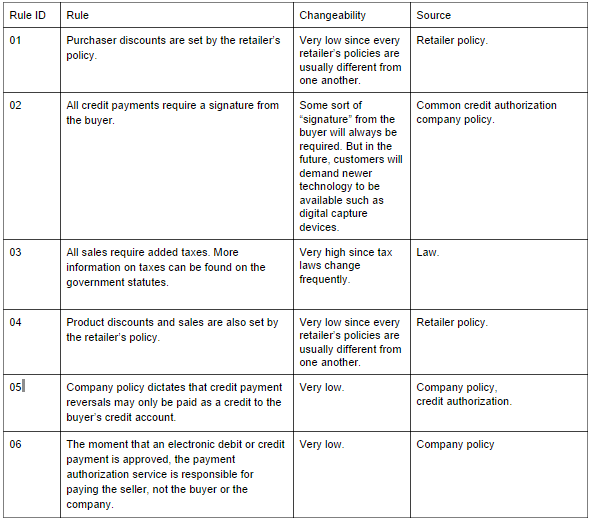 Rule ID Rule Changeability Source
01 Purchaser discounts are set by the retailer's
policy.
Very low since every
retailer's policies are
usually different from
one another.
Retailer policy.
02 All credit payments require a signature from
the buyer.
Some sort of
"signature" from the
buyer will always be
required. But in the
future, customers will
demand newer
technology to be
available such as
digital capture
devices.
Common credit authorization
company policy.
03 All sales require added taxes. More
information on taxes can be found on the
government statutes.
Very high since tax
laws change
frequently.
Law.
04 Product discounts and sales are also set by
the retailer's policy.
Very low since every
retailer's policies are
usually different from
one another.
Retailer policy.
05 Company policy dictates that credit payment
reversals may only be paid as a credit to the
buyer's credit account.
Very low.
Company policy,
credit authorization.
06 The moment that an electronic debit or credit
payment is approved, the payment
authorization service is responsible for
paying the seller, not the buyer or the
company.
Very low.
Company policy